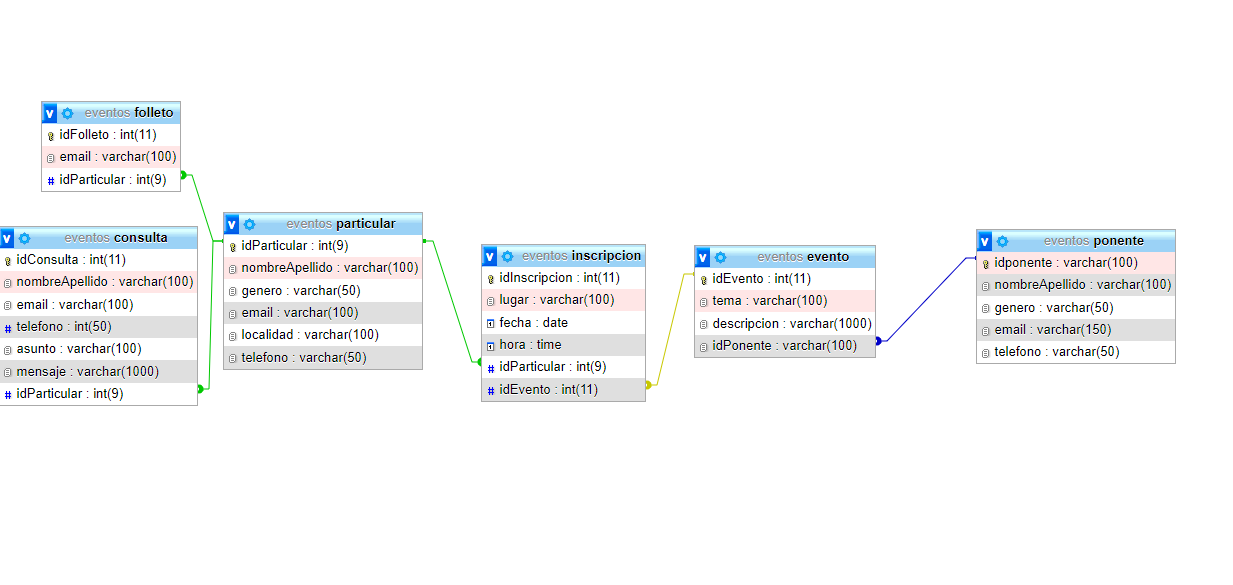 v eventos folleto
idFolleto : int(11)
email : varchar(100)
# idParticular : int(9)
v eventos consulta
idConsulta : int(11)
nombreApellido : varchar(100)
email : varchar(100)
# telefono : int(50)
asunto : varchar(100)
mensaje : varchar(1000)
# idParticular : int(9)
v eventos particular
idParticular : int(9)
nombreApellido : varchar(100)
genero : varchar(50)
email : varchar(100)
localidad : varchar(100)
telefono : varchar(50)
v eventos inscripcion
idInscripcion : int(11)
lugar : varchar(100)
fecha : date
hora : time
# idParticular : int(9)
# idEvento : int(11)
v eventos evento
idEvento : int(11)
tema : varchar(100)
descripcion : varchar(1000)
idPonente : varchar(100)
v eventos ponente
idponente : varchar(100)
nombreApellido : varchar(100)
genero : varchar(50)
email : varchar(150)
telefono : varchar(50)